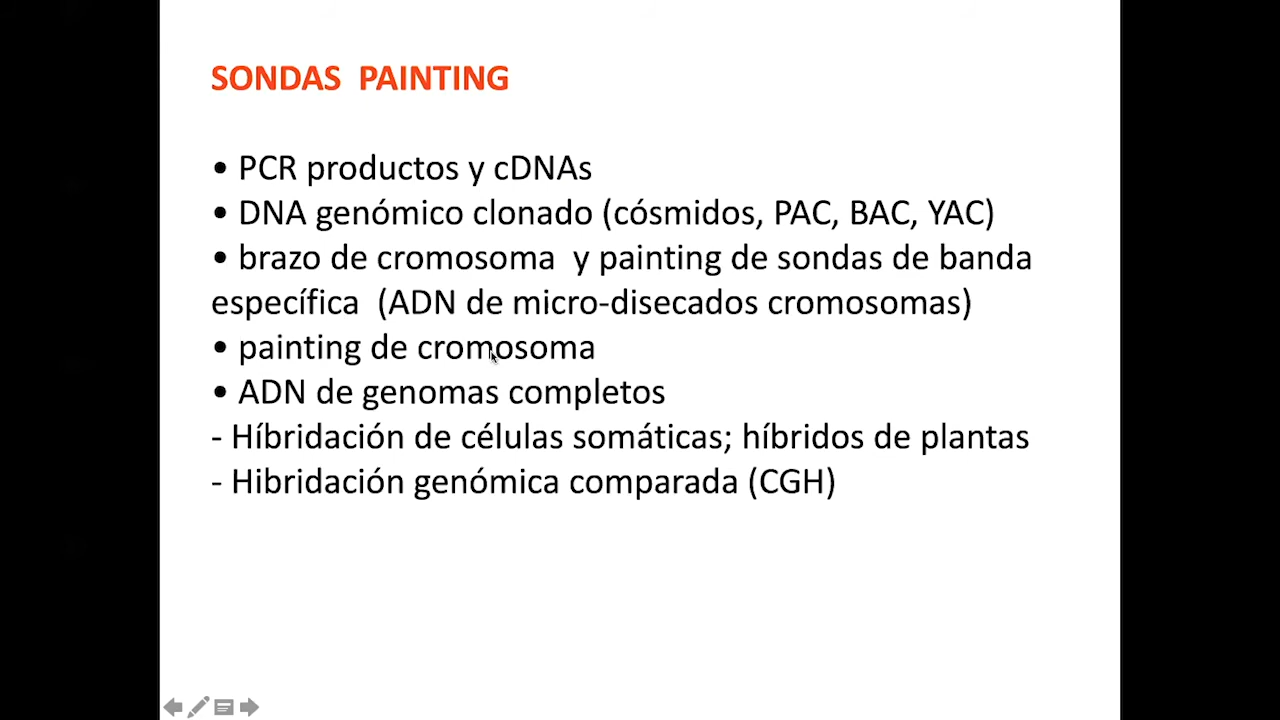 SONDAS PAINTING
• PCR productos y cDNAs
• DNA genómico clonado (cósmidos, PAC, BAC, YAC)
• brazo de cromosoma y painting de sondas de banda
específica (ADN de micro-disecados cromosomas)
• painting de cromosoma
• ADN de genomas completos
- Híbridación de células somáticas; híbridos de plantas
- Hibridación genómica comparada (CGH)